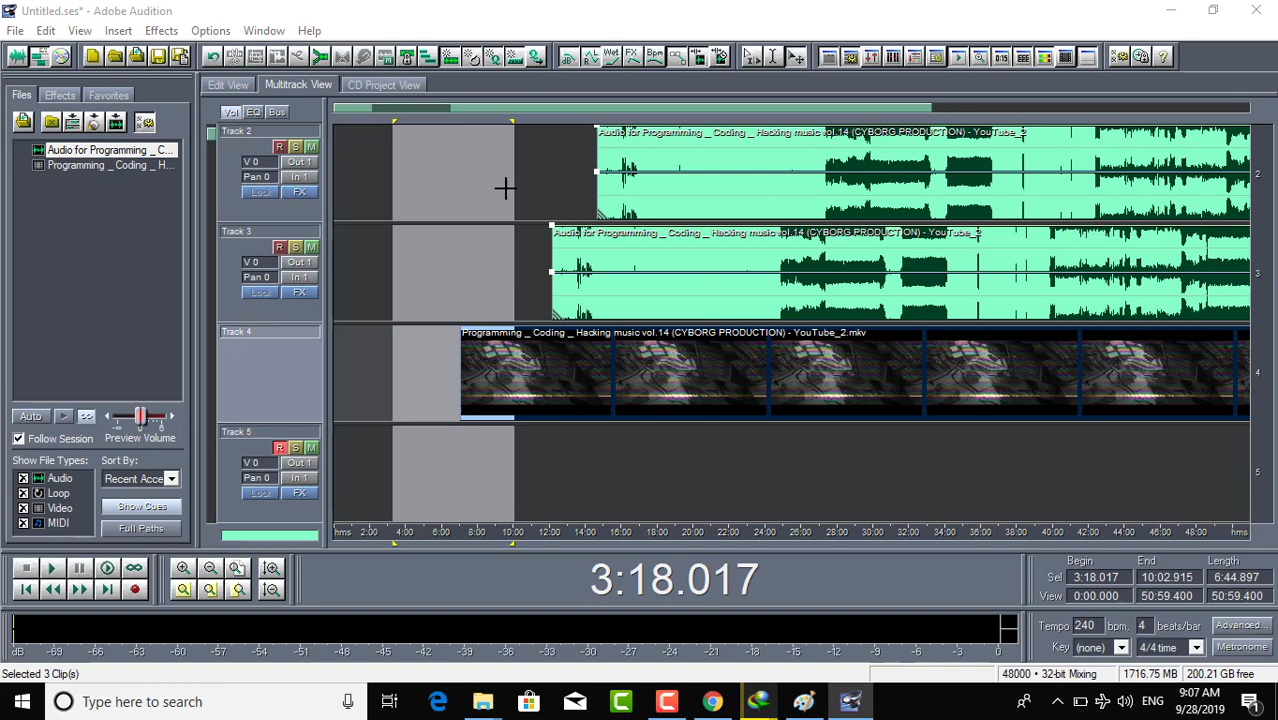 Untitled.ses* - Adobe Audition
File Edit View Insert Effects Options Window Help
Files Effects Favorites
Edit View Multitrack View CD Project View
Vol EQ Bus
Audio for Programming _ C...
Programming _ Coding _ H...
Track 2
R S M
V 0 Out 1
Pan 0 In 1
Lock FX
Audio for Programming _ Coding _ Hacking music vol.14 (CYBORG PRODUCTION) - YouTube_2
2
Track 3
R S M
V 0 Out 1
Pan 0 In 1
Lock FX
Audio for Programming _ Coding _ Hacking music vol.14 (CYBORG PRODUCTION) - YouTube_2
3
Track 4
Programming _ Coding _ Hacking music vol.14 (CYBORG PRODUCTION) - YouTube_2.mkv
4
Track 5
R S M
V 0 Out 1
Pan 0 In 1
Lock FX
5
Auto
-∞ 0 6
Follow Session Preview Volume
Show File Types: Sort By:
Audio Recent Acce
Loop
Video Show Cues
MIDI Full Paths
hms 2:00 4:00 6:00 8:00 10:00 12:00 14:00 16:00 18:00 20:00 22:00 24:00 26:00 28:00 30:00 32:00 34:00 36:00 38:00 40:00 42:00 44:00 46:00 48:00 hms
3:18.017
Begin End Length
Sel 3:18.017 10:02.915 6:44.897
View 0:00.000 50:59.400 50:59.400
Tempo 240 bpm, 4 beats/bar Advanced...
Key (none) 4/4 time Metronome
dB -69 -66 -63 -60 -57 -54 -51 -48 -45 -42 -39 -36 -33 -30 -27 -24 -21 -18 -15 -12 -9 -6 -3 0
Selected 3 Clip(s) 48000 • 32-bit Mixing 1716.75 MB 200.21 GB free
Type here to search
ENG
9:07 AM
9/28/2019